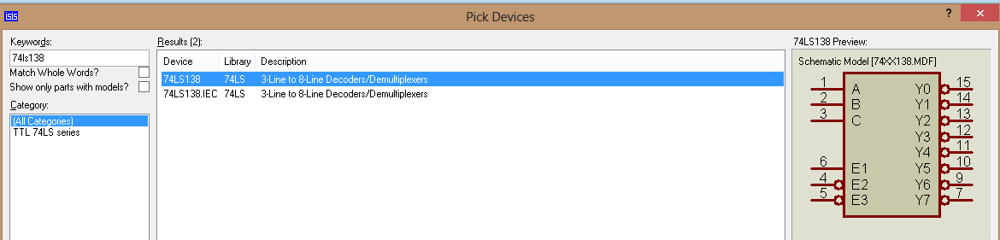 ISIS
Pick Devices
?
Keywords:
74ls138
Match Whole Words?
Show only parts with models?
Category:
(All Categories)
TTL 74LS series
Results (2):
Device Library Description
74LS138 74LS 3-Line to 8-Line Decoders/Demultiplexers
74LS138.IEC 74LS 3-Line to 8-Line Decoders/Demultiplexers
74LS138 Preview:
Schematic Model [74XX138.MDF]
1 A Y0 15
2 B Y1 14
3 C Y2 13
Y3 12
Y4 11
6 E1 Y5 10
4 E2 Y6 9
5 E3 Y7 7